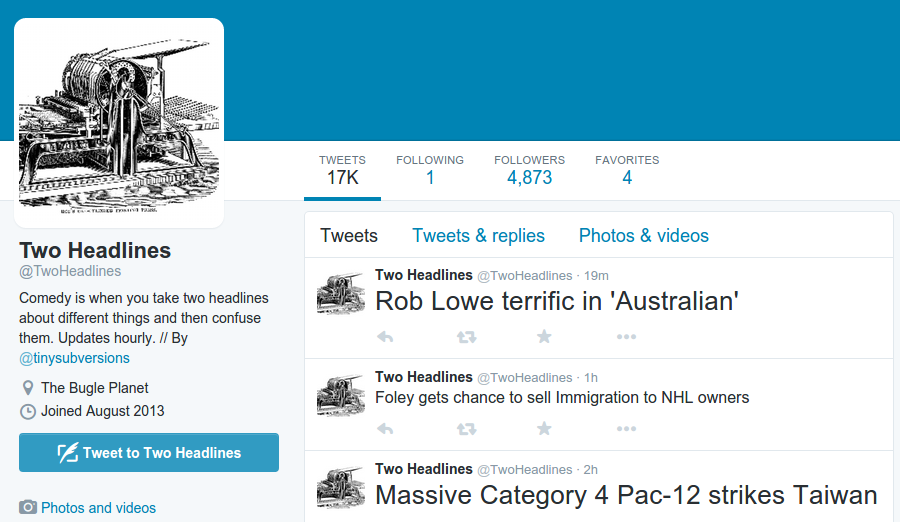 TWEETS FOLLOWING FOLLOWERS FAVORITES
17K 1 4,873 4
Two Headlines
@TwoHeadlines
Comedy is when you take two headlines
about different things and then confuse
them. Updates hourly. // By
@tinysubversions
The Bugle Planet
Joined August 2013
Tweet to Two Headlines
Photos and videos
Tweets Tweets & replies Photos & videos
Two Headlines @TwoHeadlines · 19m
Rob Lowe terrific in 'Australian'
Two Headlines @TwoHeadlines · 1h
Foley gets chance to sell Immigration to NHL owners
Two Headlines @TwoHeadlines · 2h
Massive Category 4 Pac-12 strikes Taiwan